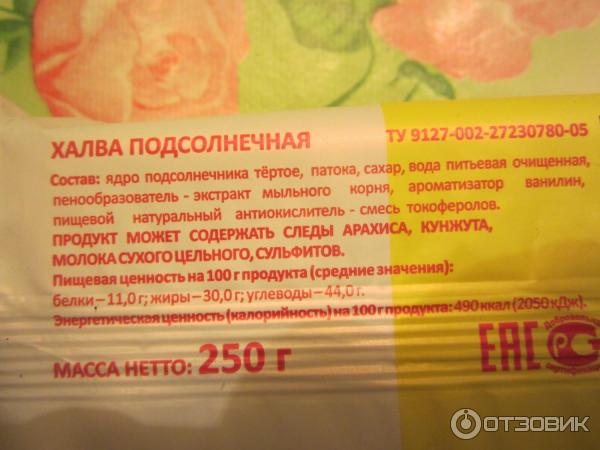 ХАЛВА ПОДСОЛНЕЧНАЯ ТУ 9127-002-27230780-05
Состав: ядро подсолнечника тёртое, патока, сахар, вода питьевая очищенная,
пенообразователь - экстракт мыльного корня, ароматизатор ванилин,
пищевой натуральный антиокислитель - смесь токоферолов.
ПРОДУКТ МОЖЕТ СОДЕРЖАТЬ СЛЕДЫ АРАХИСА, КУНЖУТА,
МОЛОКА СУХОГО ЦЕЛЬНОГО, СУЛЬФИТОВ.
Пищевая ценность на 100 г продукта (средние значения):
белки – 11,0 г; жиры – 30,0 г; углеводы – 44,0 г.
Энергетическая ценность (калорийность) на 100 г продукта: 490 ккал (2050 кДж).
МАССА НЕТТО: 250 г
EAC
РС
ОТЗОВИК